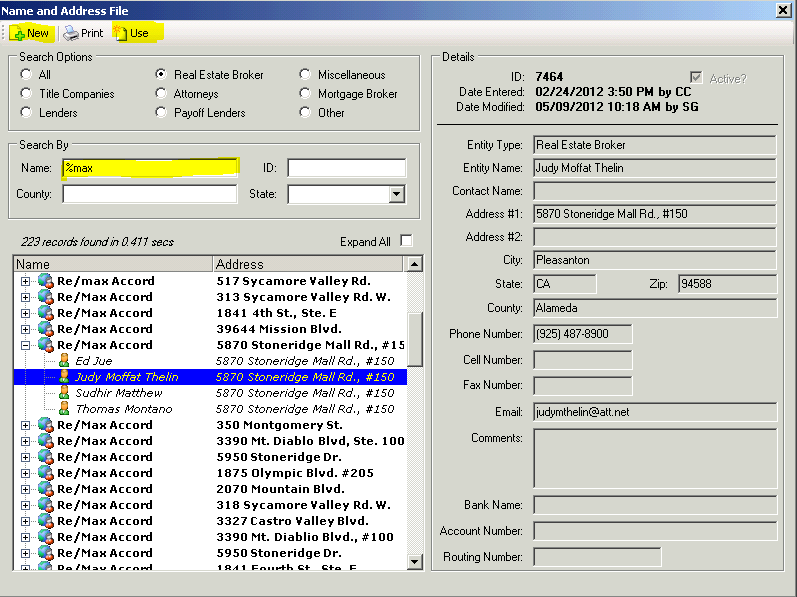 Name and Address File
New Print Use
Search Options
All Real Estate Broker Miscellaneous
Title Companies Attorneys Mortgage Broker
Lenders Payoff Lenders Other
Search By
Name: %max ID:
County: State:
223 records found in 0.411 secs Expand All
Name Address
Re/max Accord 517 Sycamore Valley Rd.
Re/Max Accord 313 Sycamore Valley Rd. W.
Re/Max Accord 1841 4th St., Ste. E
Re/Max Accord 39644 Mission Blvd.
Re/Max Accord 5870 Stoneridge Mall Rd., #15
Ed Jue 5870 Stoneridge Mall Rd., #150
Judy Moffat Thelin 5870 Stoneridge Mall Rd., #150
Sudhir Matthew 5870 Stoneridge Mall Rd., #150
Thomas Montano 5870 Stoneridge Mall Rd., #150
Re/Max Accord 350 Montgomery St.
Re/Max Accord 3390 Mt. Diablo Blvd, Ste. 100
Re/Max Accord 5950 Stoneridge Dr.
Re/Max Accord 1875 Olympic Blvd. #205
Re/Max Accord 2070 Mountain Blvd.
Re/Max Accord 318 Sycamore Valley Rd. W.
Re/Max Accord 3327 Castro Valley Blvd.
Re/Max Accord 3390 Mt. Diablio Blvd., #100
Re/Max Accord 5950 Stoneridge Dr.
Re/Max Accord 1841 Fourth St., Ste. E
Details
ID: 7464 Active?
Date Entered: 02/24/2012 3:50 PM by CC
Date Modified: 05/09/2012 10:18 AM by SG
Entity Type: Real Estate Broker
Entity Name: Judy Moffat Thelin
Contact Name:
Address #1: 5870 Stoneridge Mall Rd., #150
Address #2:
City: Pleasanton
State: CA Zip: 94588
County: Alameda
Phone Number: (925) 487-8900
Cell Number:
Fax Number:
Email: judymthelin@att.net
Comments:
Bank Name:
Account Number:
Routing Number: